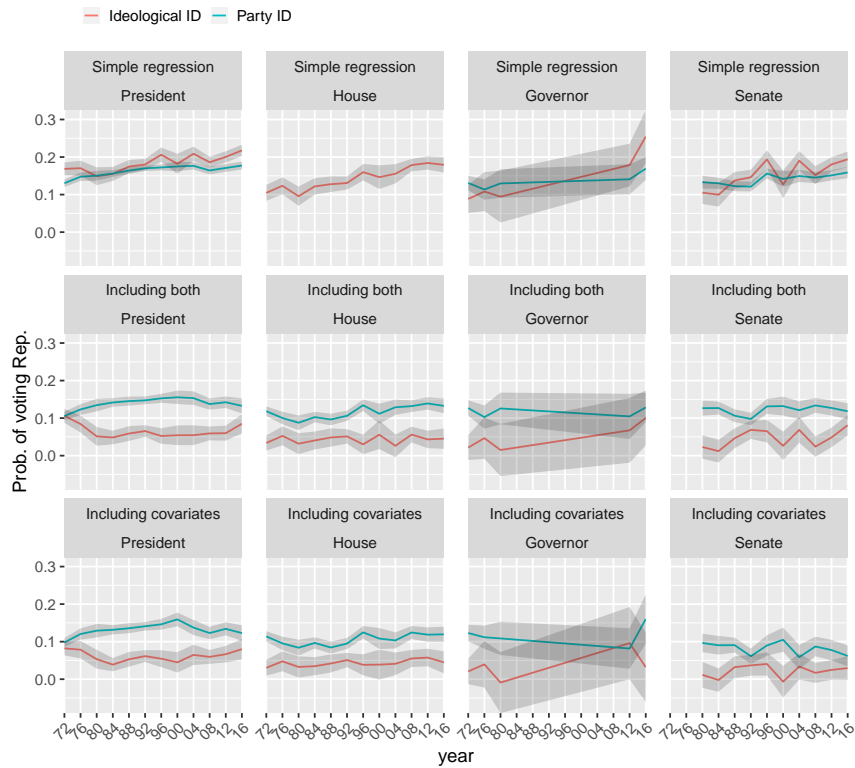 Ideological ID Party ID
Simple regression Simple regression Simple regression Simple regression
President House Governor Senate
0.3
0.2
0.1
0.0
Including both Including both Including both Including both
President House Governor Senate
0.3
0.2
0.1
0.0
Prob. of voting Rep.
Including covariates Including covariates Including covariates Including covariates
President House Governor Senate
0.3
0.2
0.1
0.0
72 76 80 84 88 92 96 00 04 08 12 16 72 76 80 84 88 92 96 00 04 08 12 16 72 76 80 84 88 92 96 00 04 08 12 16 72 76 80 84 88 92 96 00 04 08 12 16
year